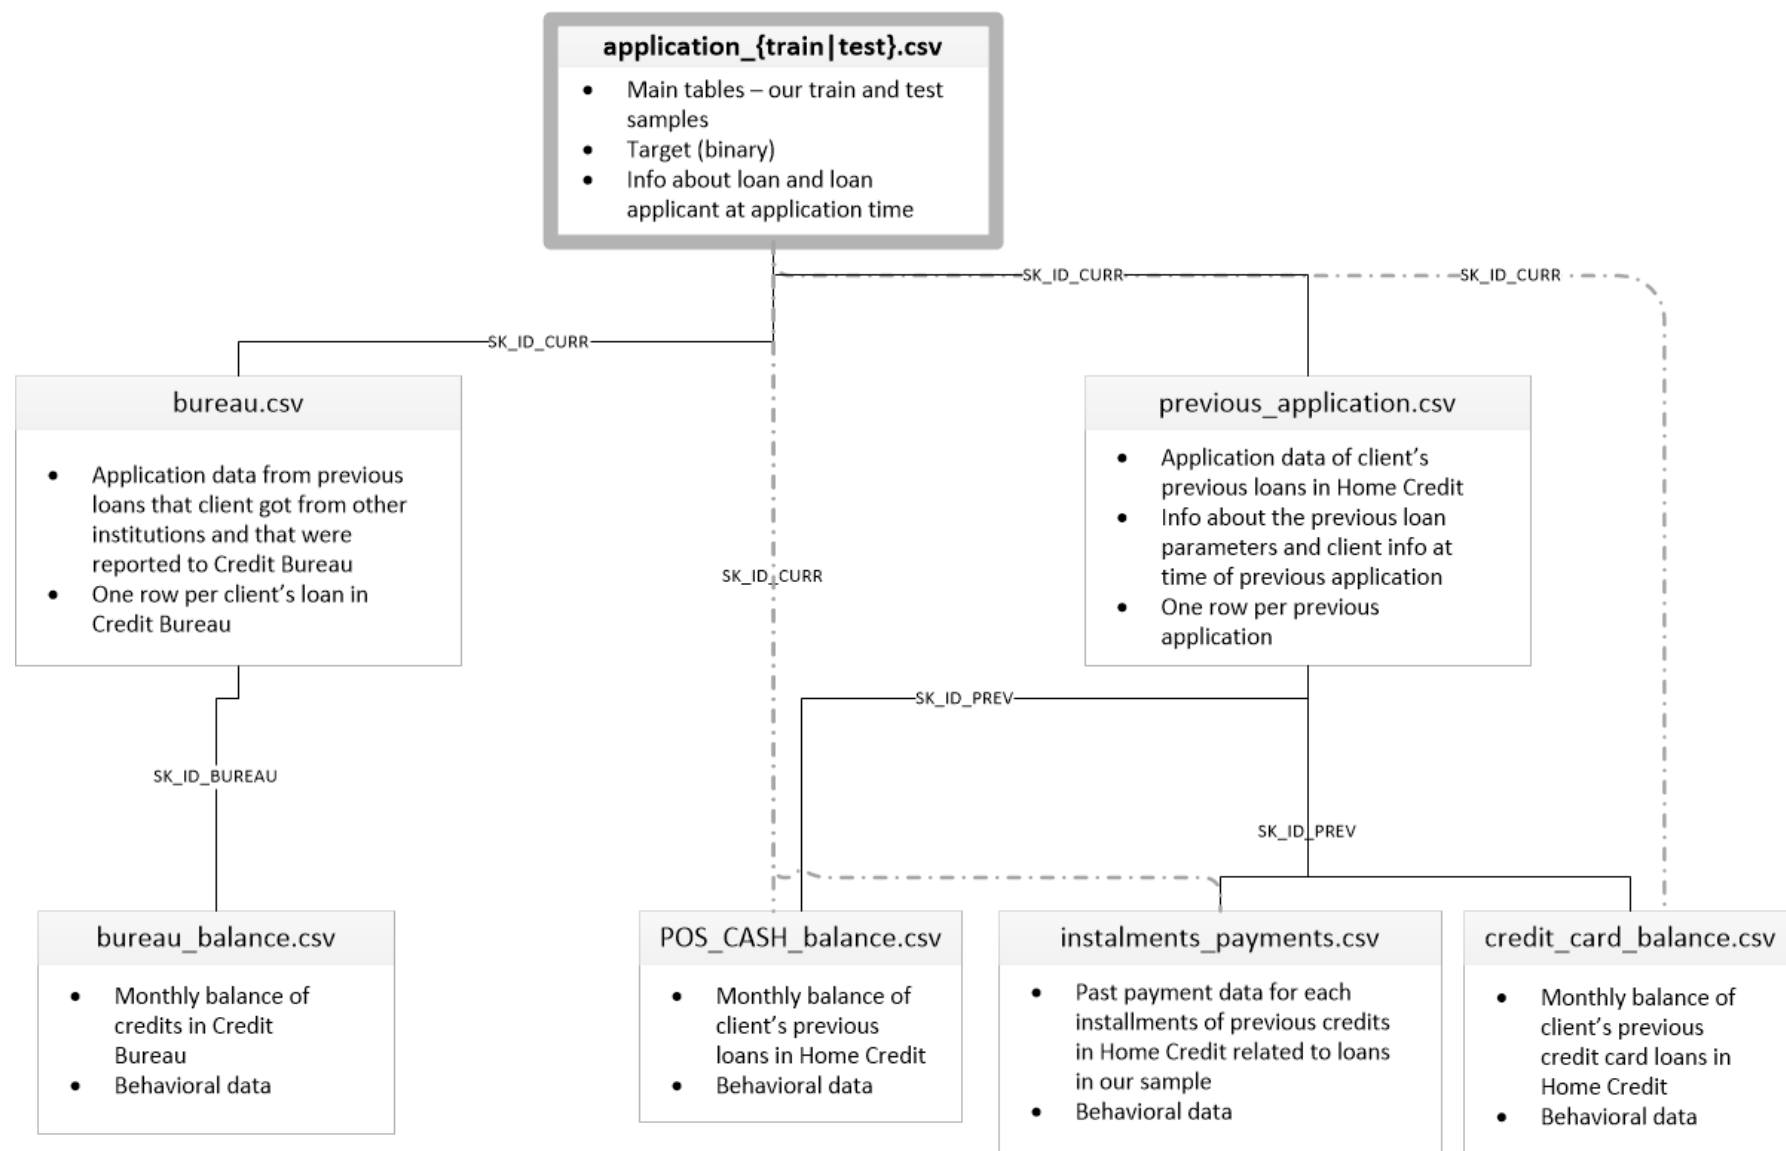 application_{train|test}.csv
• Main tables – our train and test
samples
• Target (binary)
• Info about loan and loan
applicant at application time
SK_ID_CURR
SK_ID_CURR
SK_ID_CURR
bureau.csv
• Application data from previous
loans that client got from other
institutions and that were
reported to Credit Bureau
• One row per client’s loan in
Credit Bureau
previous_application.csv
• Application data of client’s
previous loans in Home Credit
• Info about the previous loan
parameters and client info at
time of previous application
• One row per previous
application
SK_ID_CURR
SK_ID_PREV
SK_ID_BUREAU
SK_ID_PREV
bureau_balance.csv
• Monthly balance of
credits in Credit
Bureau
• Behavioral data
POS_CASH_balance.csv
• Monthly balance of
client’s previous
loans in Home Credit
• Behavioral data
instalments_payments.csv
• Past payment data for each
installments of previous credits
in Home Credit related to loans
in our sample
• Behavioral data
credit_card_balance.csv
• Monthly balance of
client’s previous
credit card loans in
Home Credit
• Behavioral data